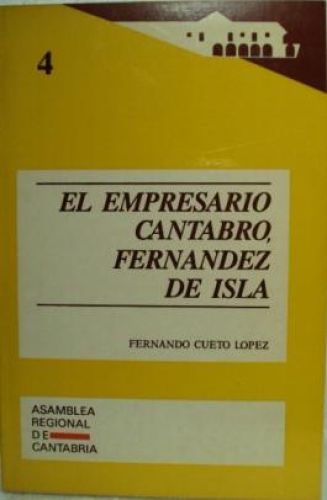 4
EL EMPRESARIO
CANTABRO,
FERNANDEZ
DE ISLA
FERNANDO CUETO LOPEZ
ASAMBLEA
REGIONAL
DE
CANTABRIA